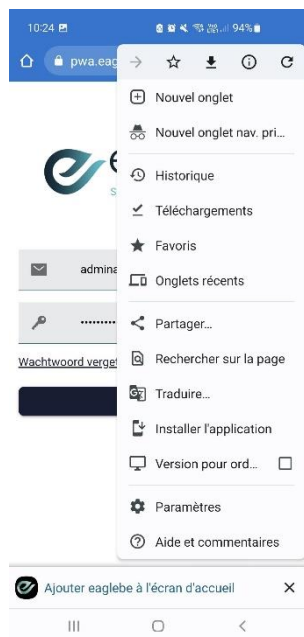 10:24 94%
pwa.eag
Nouvel onglet
Nouvel onglet nav. pri...
Historique
Téléchargements
e
s
Favoris
admina
Onglets récents
Partager...
•••••••••
Rechercher sur la page
Wachtwoord verget
Traduire...
Installer l'application
Version pour ord...
Paramètres
Aide et commentaires
Ajouter eaglebe à l'écran d'accueil